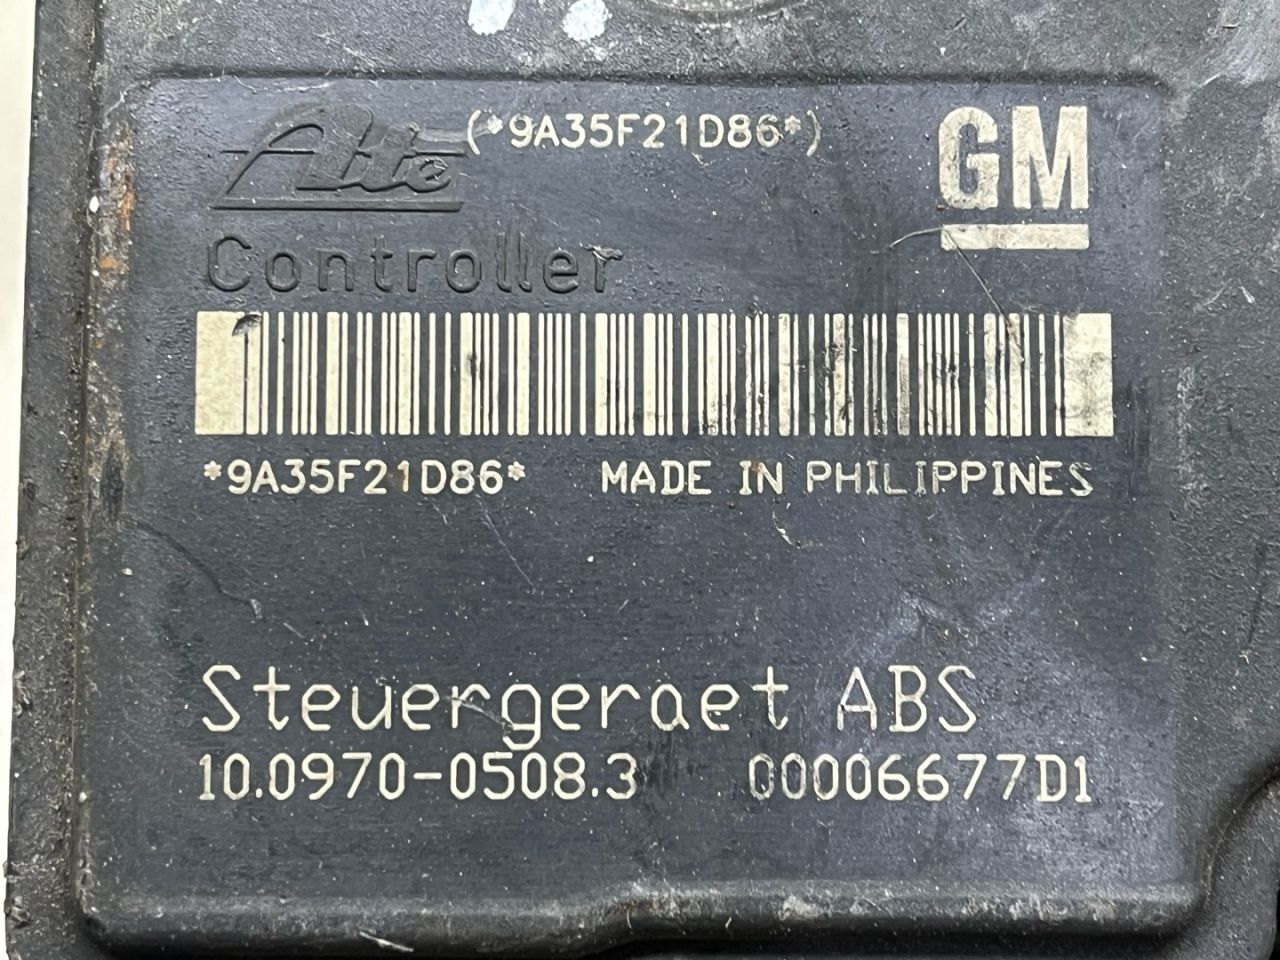 Ate (*9A35F21D86*) GM
Controller
*9A35F21D86* MADE IN PHILIPPINES
Steuergeraet ABS
10.0970-0508.3 00006677D1